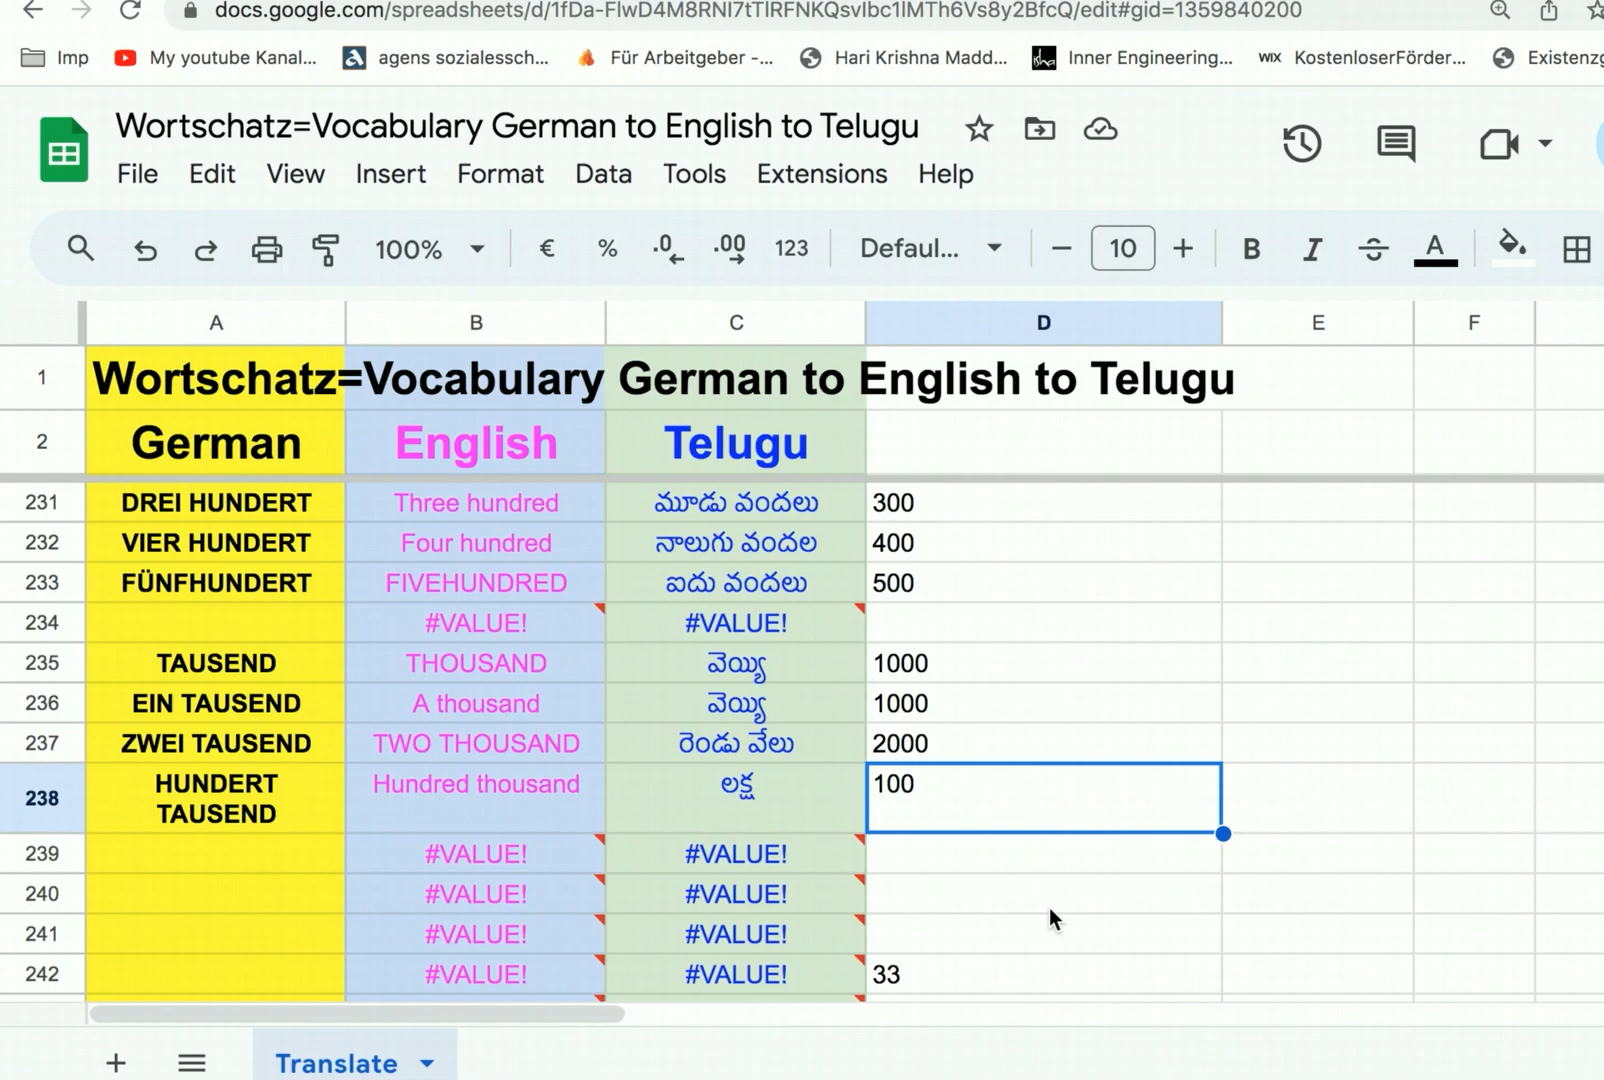 docs.google.com/spreadsheets/d/1fDa-FlwD4M8RNI7tTIRFNKQsvlbc1lMTh6Vs8y2BfcQ/edit#gid=1359840200
Imp My youtube Kanal... agens sozialessch... Für Arbeitgeber -... Hari Krishna Madd... Inner Engineering... WIX KostenloserFörder... Existenzg
Wortschatz=Vocabulary German to English to Telugu
File Edit View Insert Format Data Tools Extensions Help
100% € % .0 .00 123 Defaul... − 10 + B I S A
A B C D E F
1 Wortschatz=Vocabulary German to English to Telugu
2 German English Telugu
231 DREI HUNDERT Three hundred మూడు వందలు 300
232 VIER HUNDERT Four hundred నాలుగు వందల 400
233 FÜNFHUNDERT FIVEHUNDRED ఐదు వందలు 500
234 #VALUE! #VALUE!
235 TAUSEND THOUSAND వెయ్యి 1000
236 EIN TAUSEND A thousand వెయ్యి 1000
237 ZWEI TAUSEND TWO THOUSAND రెండు వేలు 2000
238 HUNDERT Hundred thousand లక్ష 100
TAUSEND
239 #VALUE! #VALUE!
240 #VALUE! #VALUE!
241 #VALUE! #VALUE!
242 #VALUE! #VALUE! 33
+ Translate